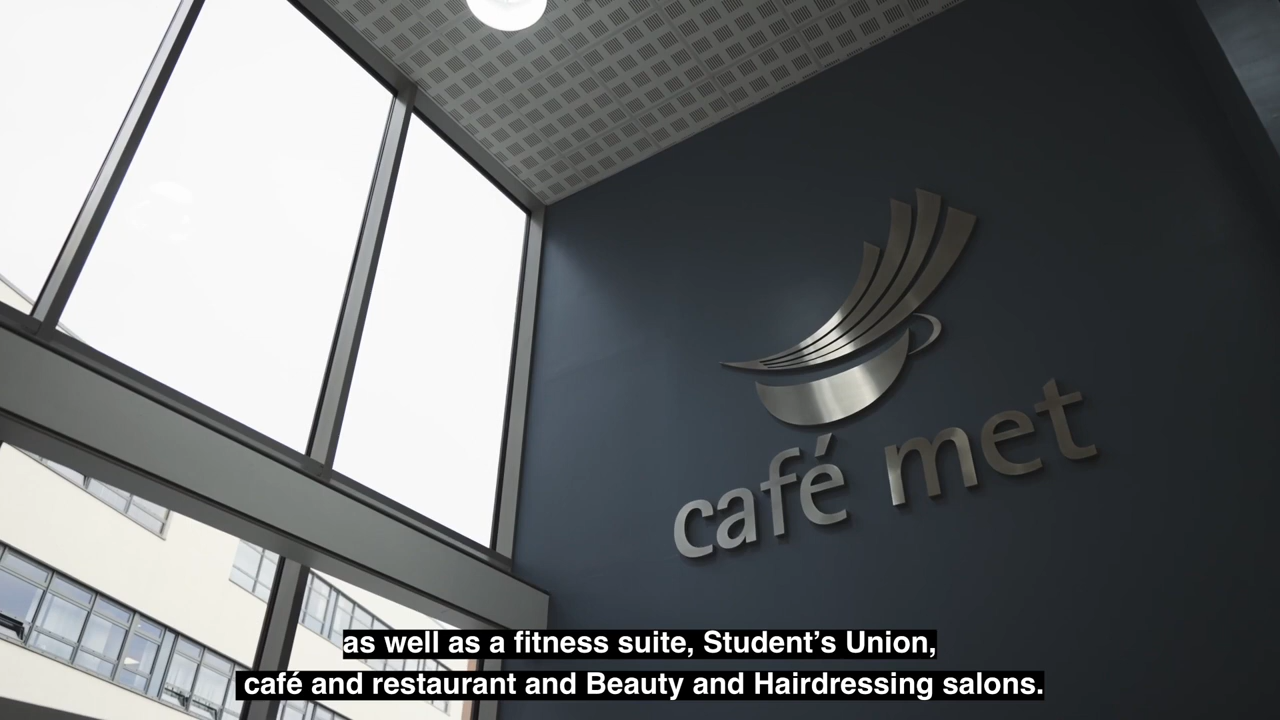 café met
as well as a fitness suite, Student’s Union,
café and restaurant and Beauty and Hairdressing salons.